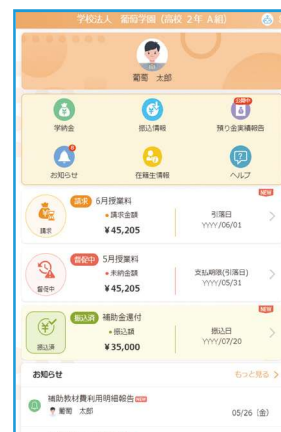 学校法人 葡萄学園(高校 2年 A組)
葡萄 太郎
学納金
振込情報
公開中
預り金実績報告
お知らせ
在籍生情報
ヘルプ
NEW
請求 6月授業料
請求
•請求金額
¥45,205
引落日
YYYY/06/01
督促中 5月授業料
督促中
•未納金額
¥45,205
支払期限(引落日)
YYYY/05/31
NEW
振込済 補助金還付
振込済
•振込額
¥35,000
振込日
YYYY/07/20
お知らせ
もっと見る
補助教材費利用明細報告 NEW
葡萄 太郎
05/26 (金)